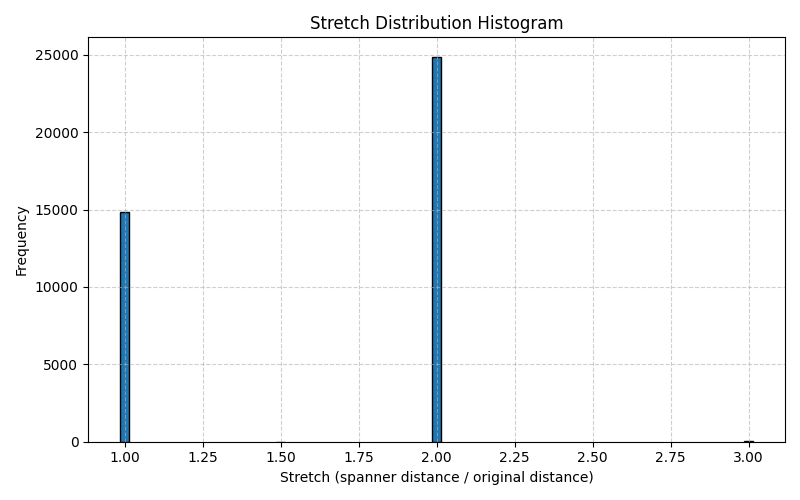 Stretch Distribution Histogram
Frequency
25000
20000
15000
10000
5000
0
1.00 1.25 1.50 1.75 2.00 2.25 2.50 2.75 3.00
Stretch (spanner distance / original distance)